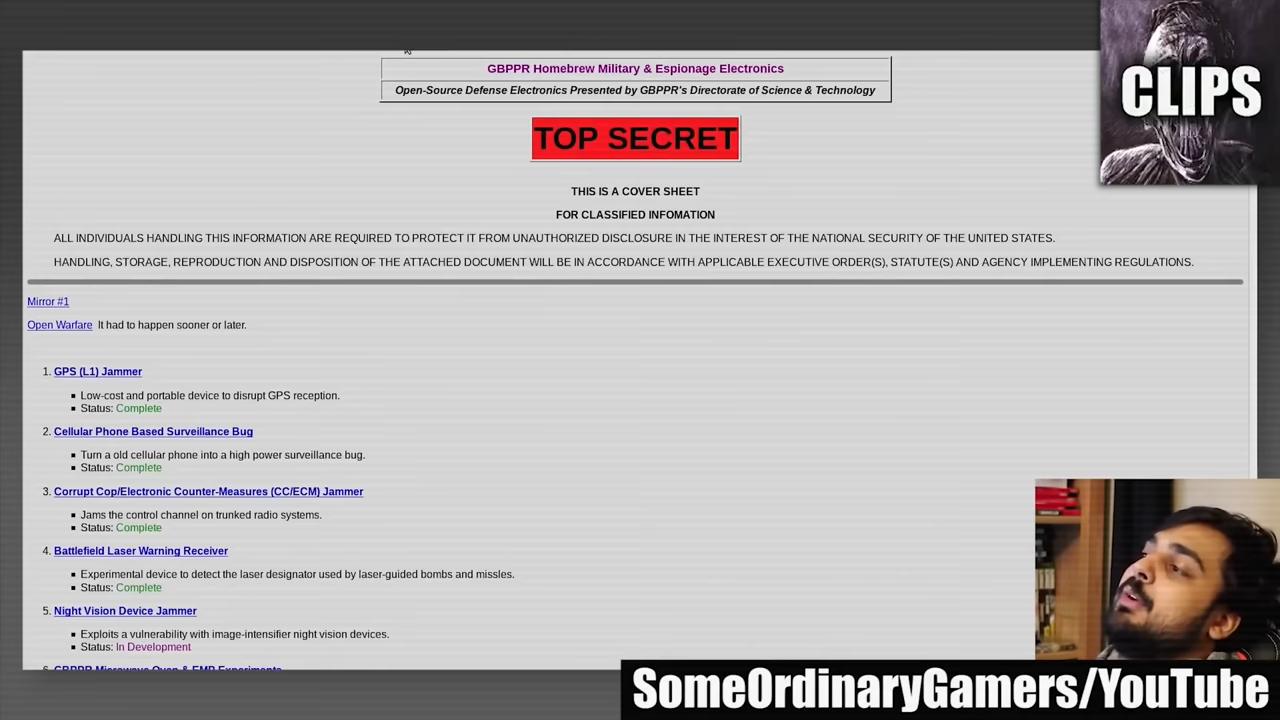 GBPPR Homebrew Military & Espionage Electronics
Open-Source Defense Electronics Presented by GBPPR's Directorate of Science & Technology
CLIPS
TOP SECRET
THIS IS A COVER SHEET
FOR CLASSIFIED INFOMATION
ALL INDIVIDUALS HANDLING THIS INFORMATION ARE REQUIRED TO PROTECT IT FROM UNAUTHORIZED DISCLOSURE IN THE INTEREST OF THE NATIONAL SECURITY OF THE UNITED STATES.
HANDLING, STORAGE, REPRODUCTION AND DISPOSITION OF THE ATTACHED DOCUMENT WILL BE IN ACCORDANCE WITH APPLICABLE EXECUTIVE ORDER(S), STATUTE(S) AND AGENCY IMPLEMENTING REGULATIONS.
Mirror #1
Open Warfare It had to happen sooner or later.
1. GPS (L1) Jammer
Low-cost and portable device to disrupt GPS reception.
Status: Complete
2. Cellular Phone Based Surveillance Bug
Turn a old cellular phone into a high power surveillance bug.
Status: Complete
3. Corrupt Cop/Electronic Counter-Measures (CC/ECM) Jammer
Jams the control channel on trunked radio systems.
Status: Complete
4. Battlefield Laser Warning Receiver
Experimental device to detect the laser designator used by laser-guided bombs and missles.
Status: Complete
5. Night Vision Device Jammer
Exploits a vulnerability with image-intensifier night vision devices.
Status: In Development
6. GBPPR Microwave Oven & EMP Experiments
SomeOrdinaryGamers/YouTube